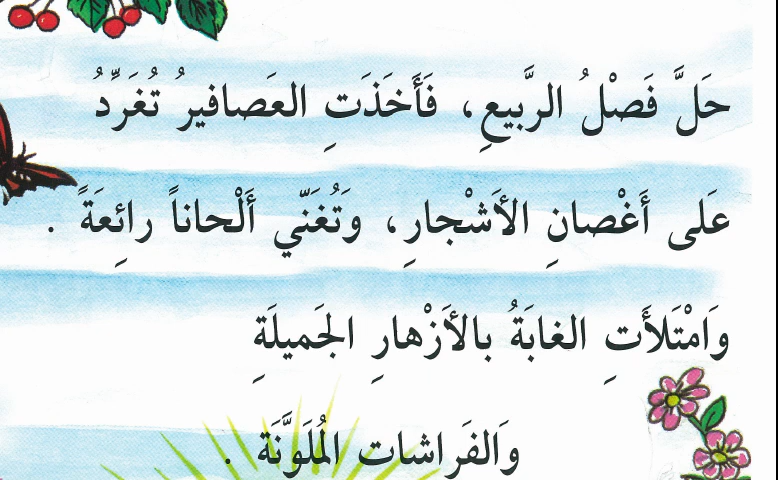 حَلَّ فَصْلُ الرَّبيعِ، فَأَخَذَتِ العَصافيرُ تُغَرِّدُ
عَلى أَغْصانِ الأَشْجارِ، وَتُغَنّي أَلْحاناً رائِعَةً .
وَامْتَلأَتِ الغابَةُ بالأَزْهارِ الجَميلَةِ
وَالفَراشات المُلَوَّنَة .